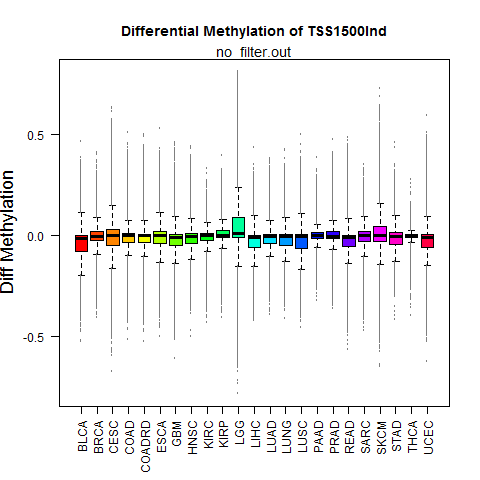 Differential Methylation of TSS1500Ind
no_filter.out
Diff Methylation
0.5
0.0
-0.5
BLCA
BRCA
CESC
COAD
COADRD
ESCA
GBM
HNSC
KIRC
KIRP
LGG
LIHC
LUAD
LUNG
LUSC
PAAD
PRAD
READ
SARC
SKCM
STAD
THCA
UCEC